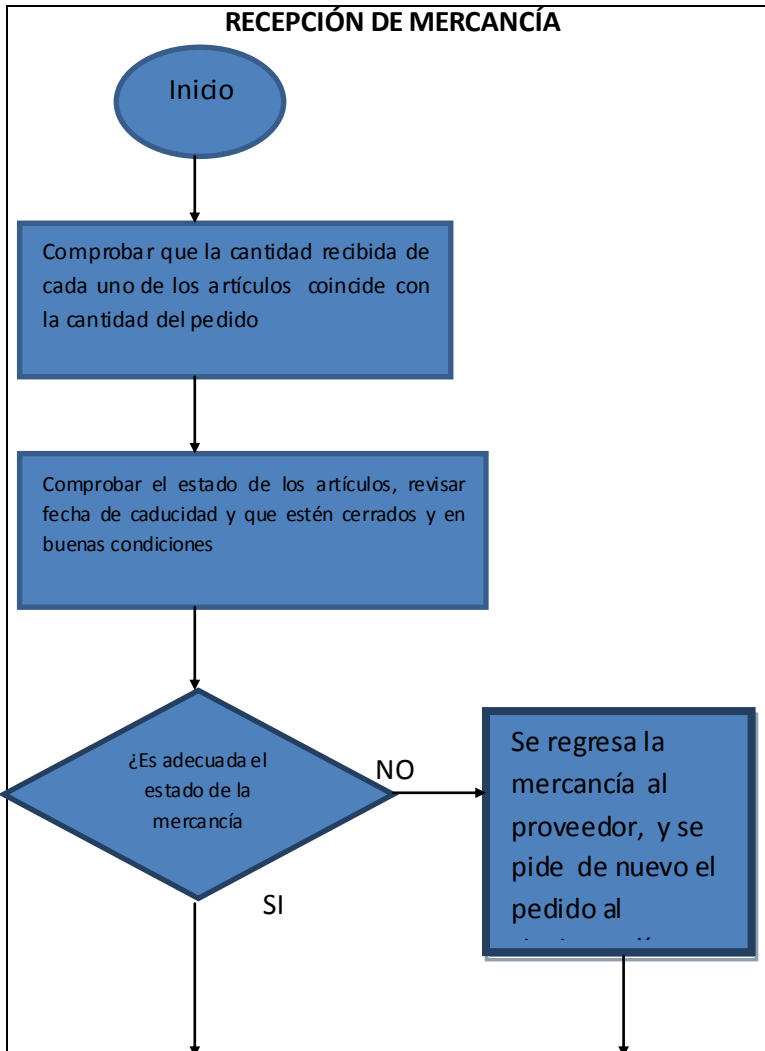 RECEPCIÓN DE MERCANCÍA
Inicio
Comprobar que la cantidad recibida de
cada uno de los artículos coincide con
la cantidad del pedido
Comprobar el estado de los artículos, revisar
fecha de caducidad y que estén cerrados y en
buenas condiciones
¿Es adecuada el
estado de la
mercancía
NO
Se regresa la
mercancía al
proveedor, y se
pide de nuevo el
pedido al
SI